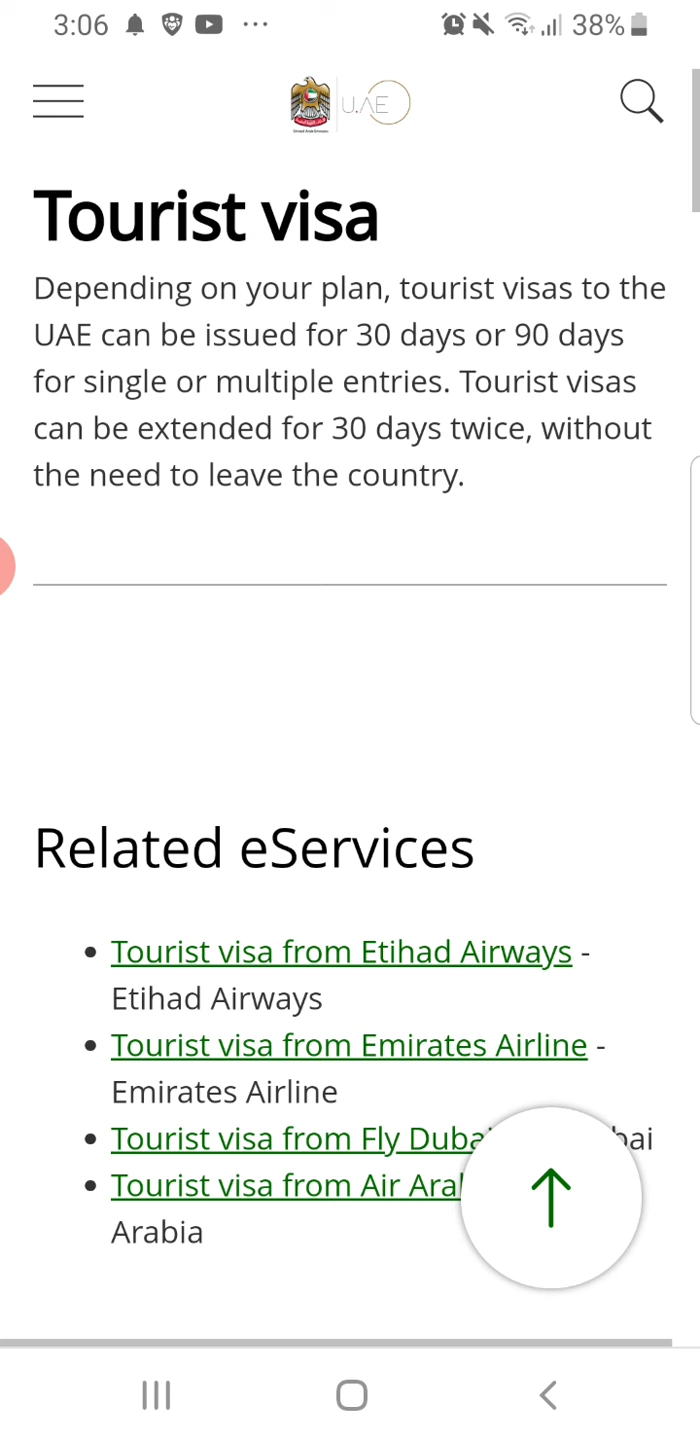 3:06 38%
U.AE
Tourist visa
Depending on your plan, tourist visas to the
UAE can be issued for 30 days or 90 days
for single or multiple entries. Tourist visas
can be extended for 30 days twice, without
the need to leave the country.
Related eServices
• Tourist visa from Etihad Airways -
Etihad Airways
• Tourist visa from Emirates Airline -
Emirates Airline
• Tourist visa from Fly
• Tourist visa from Air
Arabia